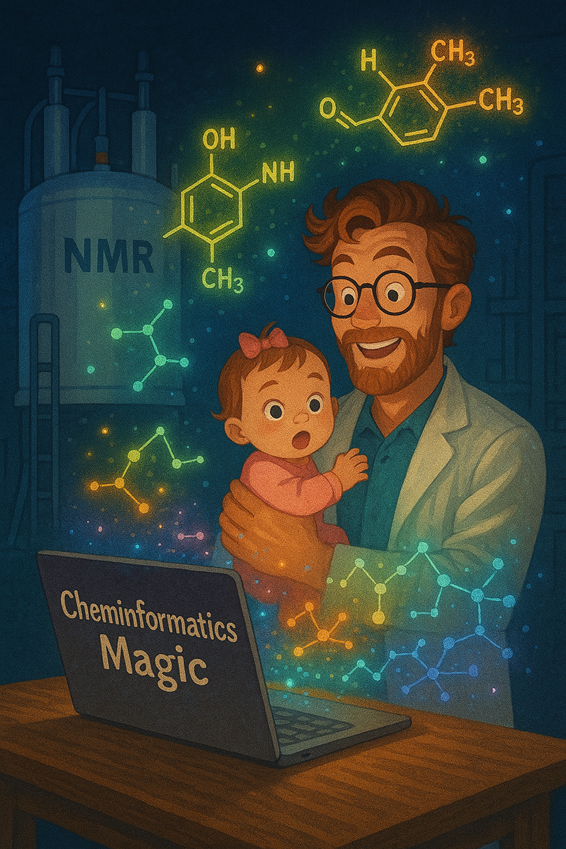 H
CH₃
O
CH₃
OH
NH
CH₃
NMR
Cheminformatics
Magic